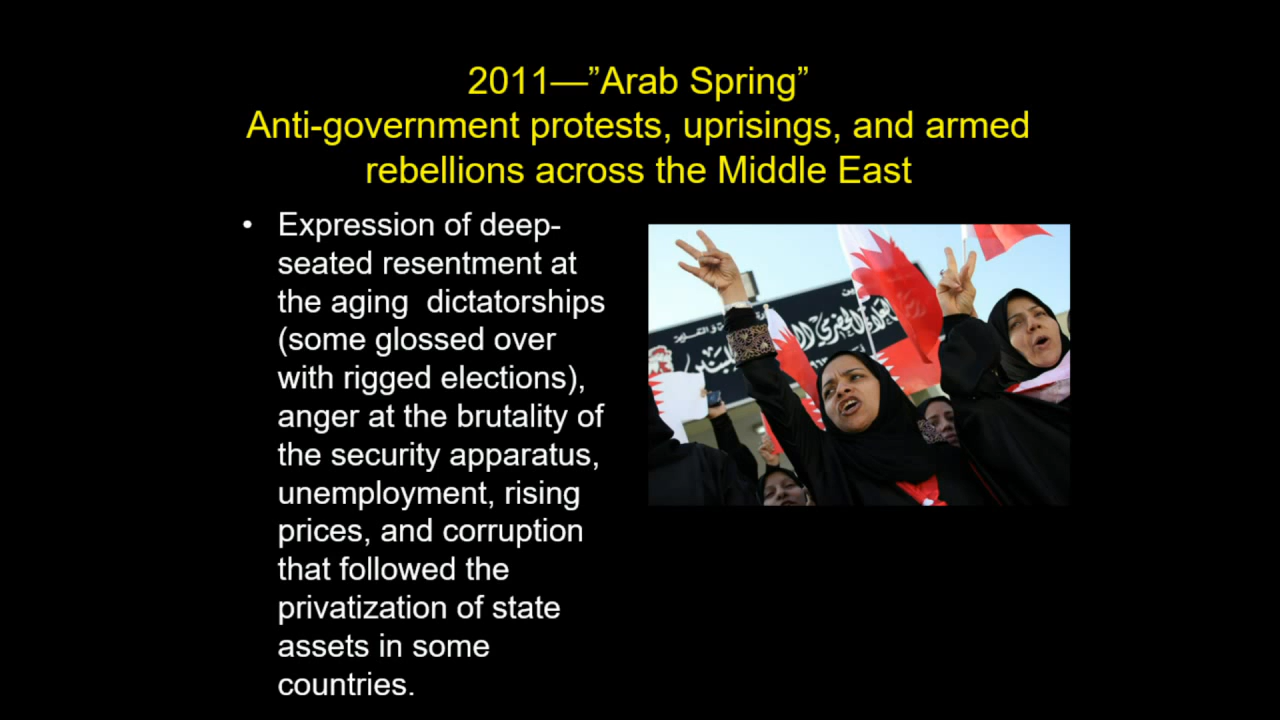 2011—”Arab Spring”
Anti-government protests, uprisings, and armed
rebellions across the Middle East
• Expression of deep-
seated resentment at
the aging  dictatorships
(some glossed over
with rigged elections),
anger at the brutality of
the security apparatus,
unemployment, rising
prices, and corruption
that followed the
privatization of state
assets in some
countries.